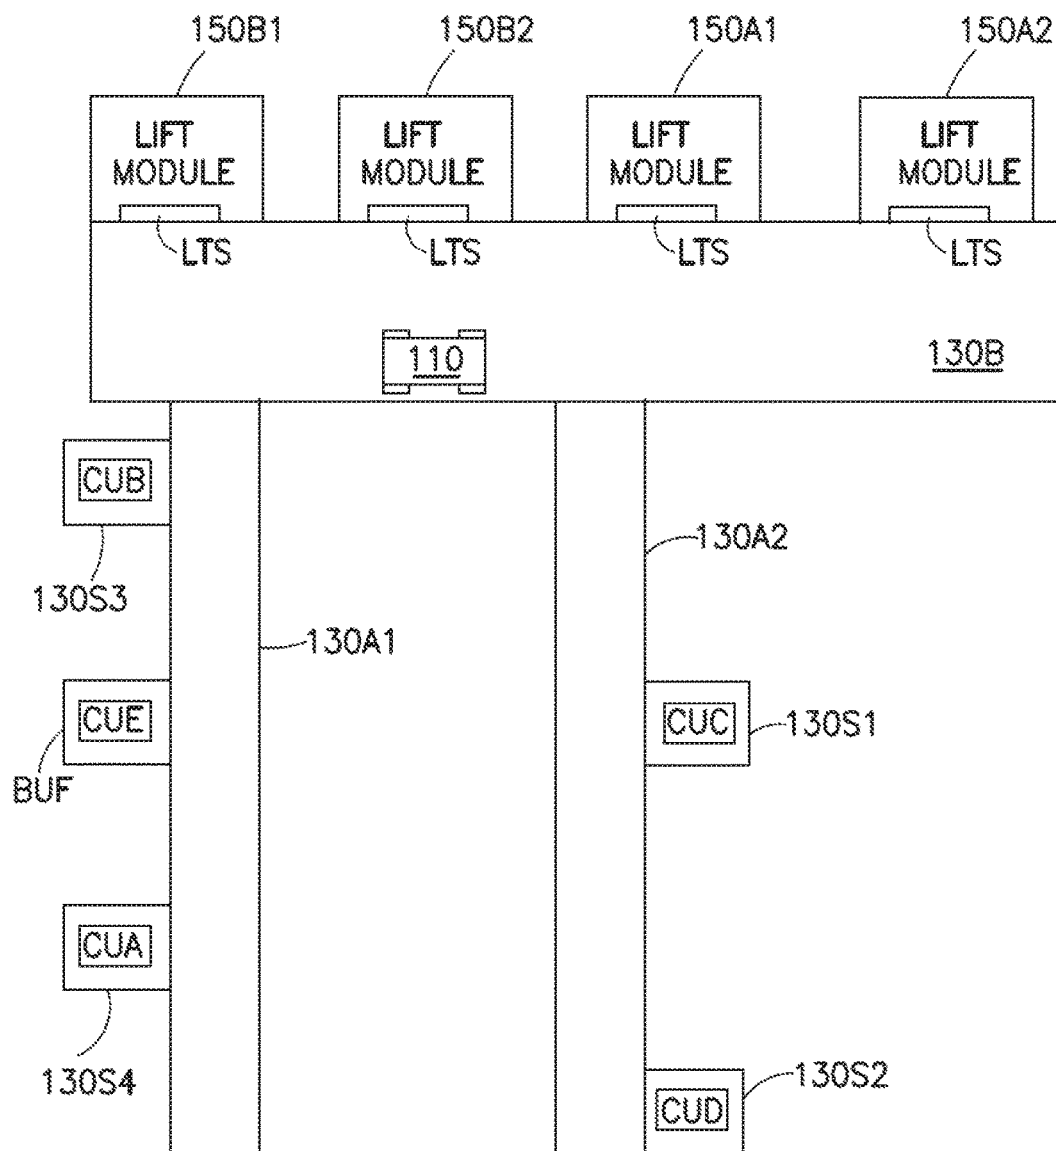 150B1
150B2
150A1
150A2
LIFT
MODULE
LIFT
MODULE
LIFT
MODULE
LIFT
MODULE
LTS
LTS
LTS
LTS
110
130B
CUB
130S3
130A2
130A1
CUE
BUF
CUC
130S1
CUA
130S4
130S2
CUD